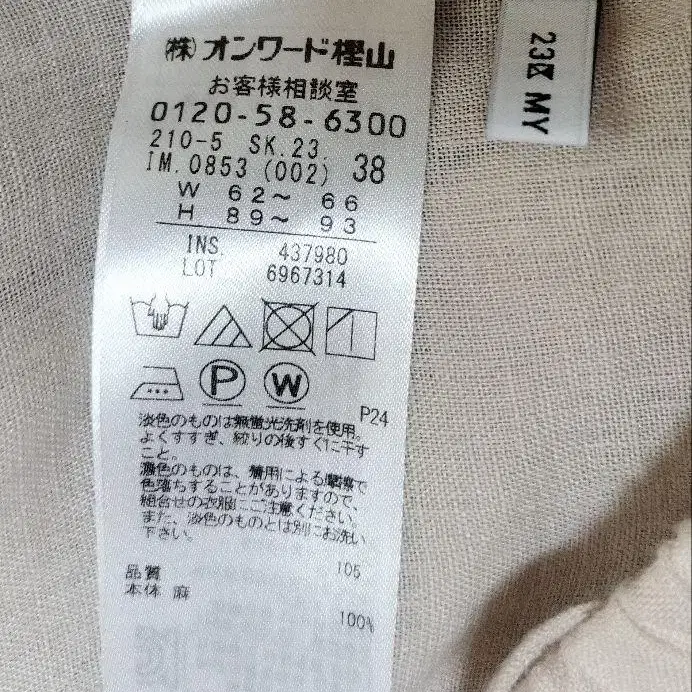 (株)オンワード樫山
お客様相談室
0120-58-6300
210-5 SK.23.
IM.0853 (002) 38
W 62〜 66
H 89〜 93
INS. 437980
LOT 6967314
P W
P24
淡色のものは無蛍光洗剤を使用。
よくすすぎ、絞りの後すぐに干す
こと。
濃色のものは、着用による摩擦で
色落ちすることがありますので、
組合せの衣服にご注意ください。
また、淡色のものとは別にお洗い
下さい。
品質 105
本体 麻
100%
23 MY